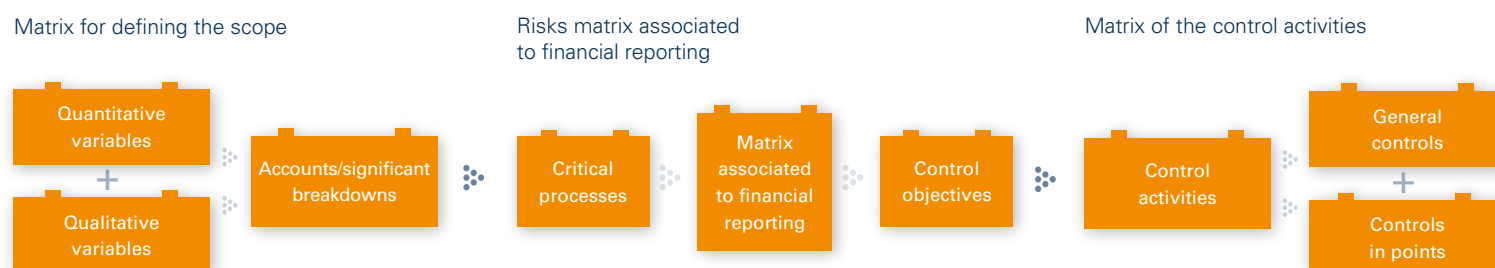 Matrix for defining the scope
Quantitative
variables
+
Qualitative
variables
Accounts/significant
breakdowns
Risks matrix associated
to financial reporting
Critical
processes
Matrix
associated
to financial
reporting
Control
objectives
Matrix of the control activities
Control
activities
General
controls
+
Controls
in points